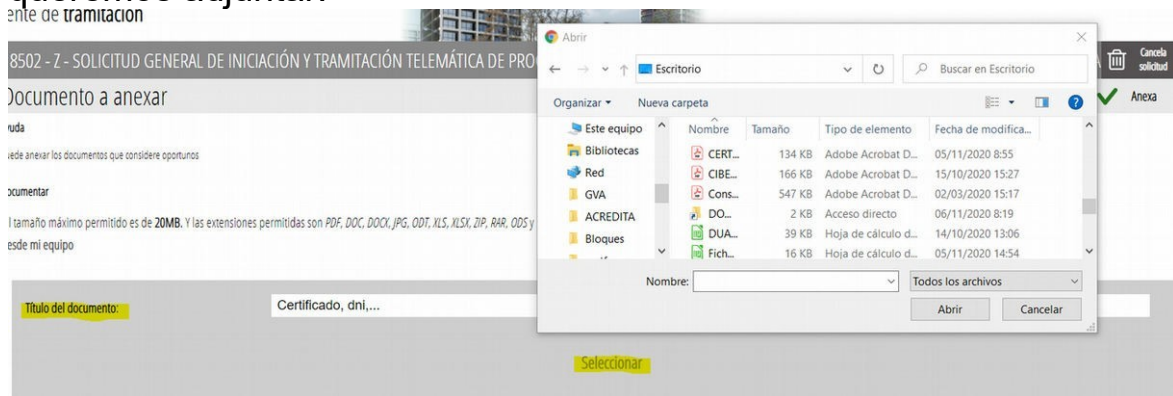 queremos adjuntar.
ente de tramitación
8502 - Z - SOLICITUD GENERAL DE INICIACIÓN Y TRAMITACIÓN TELEMÁTICA DE PRO
Cancela
solicitud
Documento a anexar
Anexa
yuda
uede anexar los documentos que considere oportunos
ocumentar
l tamaño máximo permitido es de 20MB. Y las extensiones permitidas son PDF, DOC, DOCX, JPG, ODT, XLS, XLSX, ZIP, RAR, ODS y
esde mi equipo
Título del documento:
Certificado, dni,...
Seleccionar
Abrir
Escritorio
Buscar en Escritorio
Organizar
Nueva carpeta
Este equipo
Bibliotecas
Red
GVA
ACREDITA
Bloques
Nombre Tamaño Tipo de elemento Fecha de modifica...
CERT... 134 KB Adobe Acrobat D... 05/11/2020 8:55
CIBE... 166 KB Adobe Acrobat D... 15/10/2020 15:27
Cons... 547 KB Adobe Acrobat D... 02/03/2020 15:17
DO... 2 KB Acceso directo 06/11/2020 8:19
DUA... 39 KB Hoja de cálculo d... 14/10/2020 13:06
Fich... 16 KB Hoja de cálculo d... 05/11/2020 14:54
Nombre:
Todos los archivos
Abrir
Cancelar